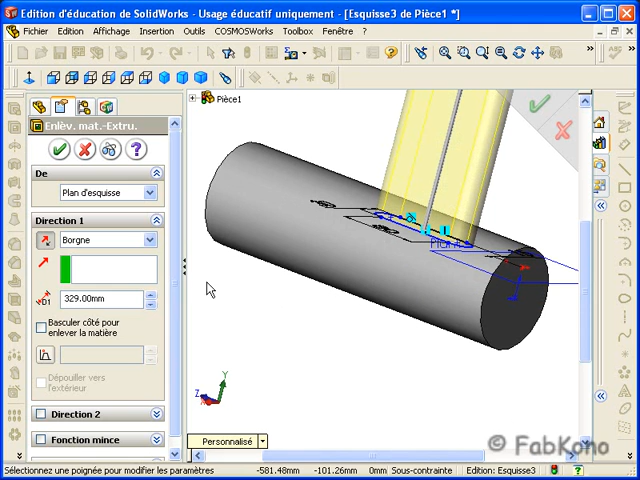 Edition d'éducation de SolidWorks - Usage éducatif uniquement - [Esquisse3 de Pièce1 *]
Fichier Edition Affichage Insertion Outils COSMOSWorks Toolbox Fenêtre ?
Pièce1
Enlèv. mat.-Extru.
De
Plan d'esquisse
Direction 1
Borgne
D1
329.00mm
Basculer côté pour
enlever la matière
Dépouiller vers
l'extérieur
Direction 2
Fonction mince
Y
Z
Personnalisé
© FabKono
Sélectionnez une poignée pour modifier les paramètres -581.48mm -101.26mm 0mm Sous-contrainte Edition: Esquisse3